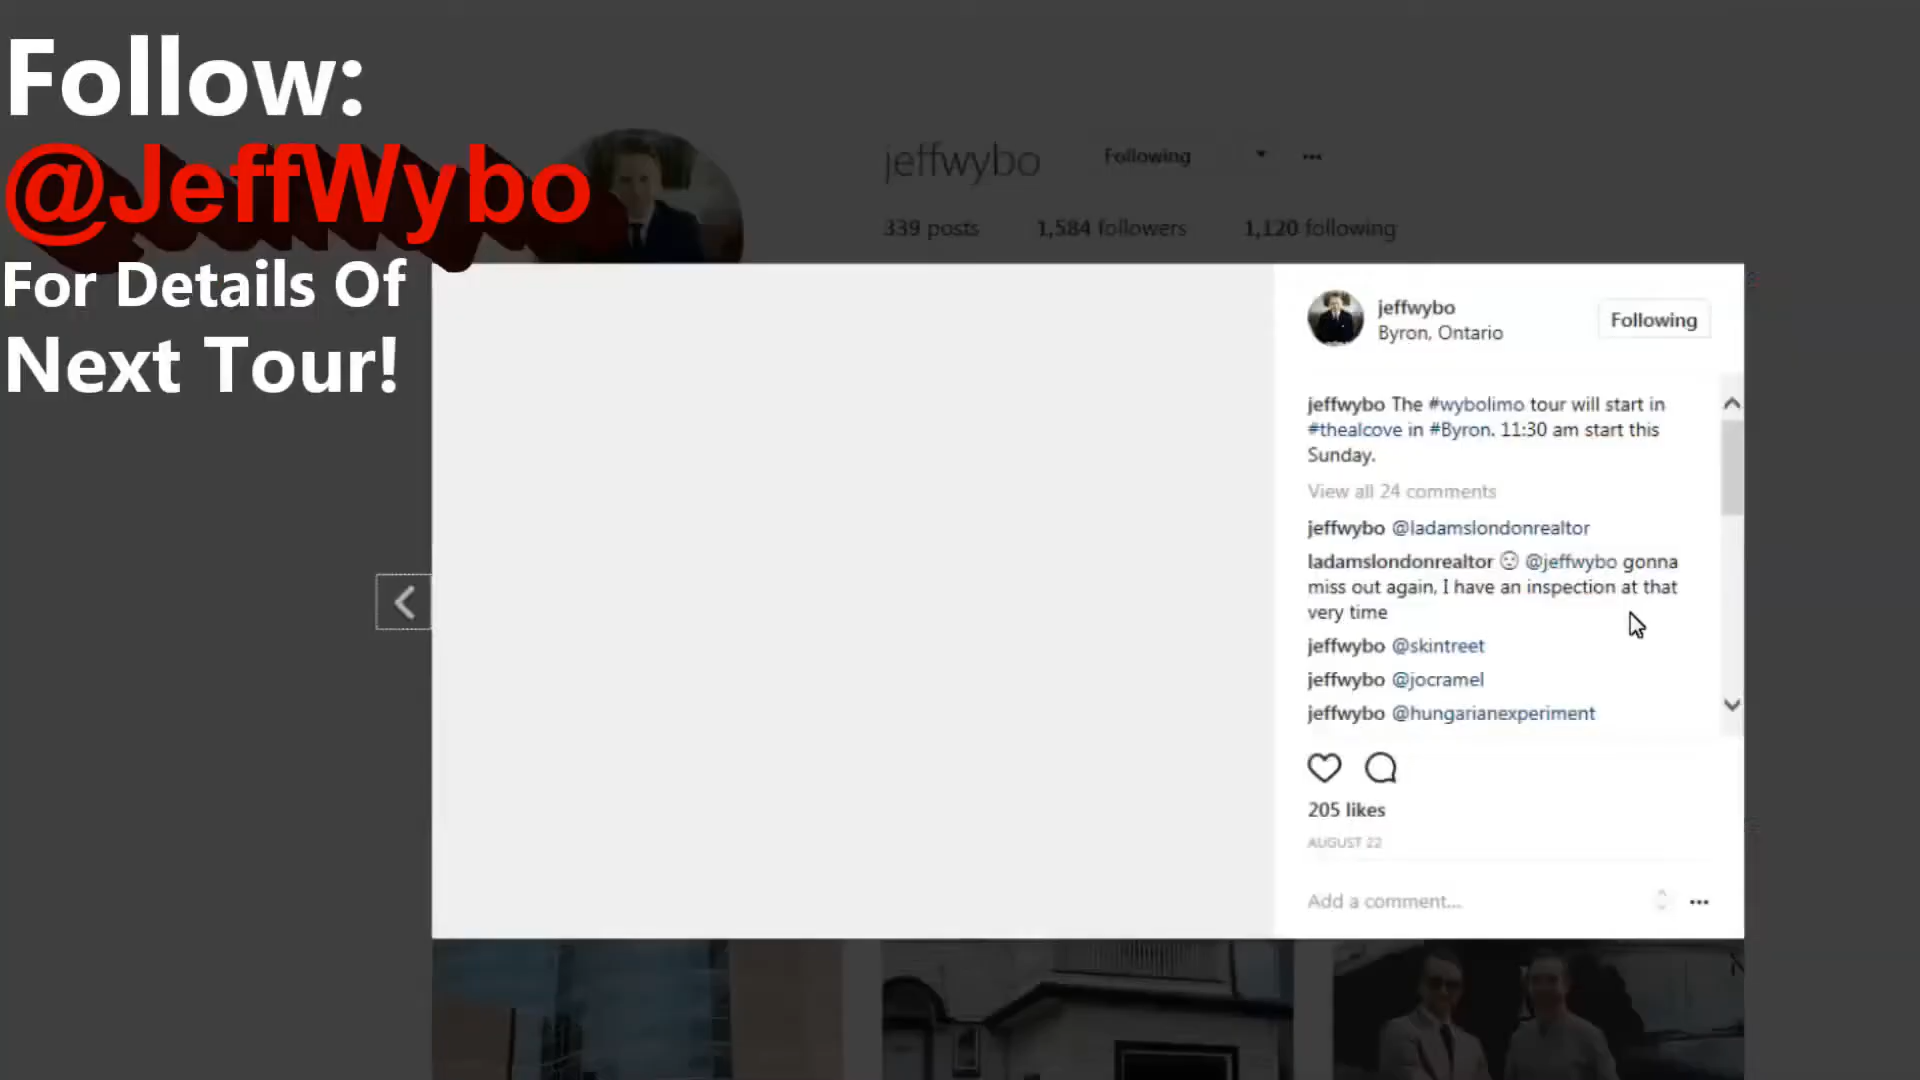 Follow:
@JeffWybo
For Details Of
Next Tour!
jeffwybo Following
339 posts 1,584 followers 1,120 following
jeffwybo
Byron, Ontario
Following
jeffwybo The #wybolimo tour will start in
#thealcove in #Byron. 11:30 am start this
Sunday.
View all 24 comments
jeffwybo @ladamslondonrealtor
ladamslondonrealtor @jeffwybo gonna
miss out again, I have an inspection at that
very time
jeffwybo @skintreet
jeffwybo @jocramel
jeffwybo @hungarianexperiment
205 likes
AUGUST 22
Add a comment...